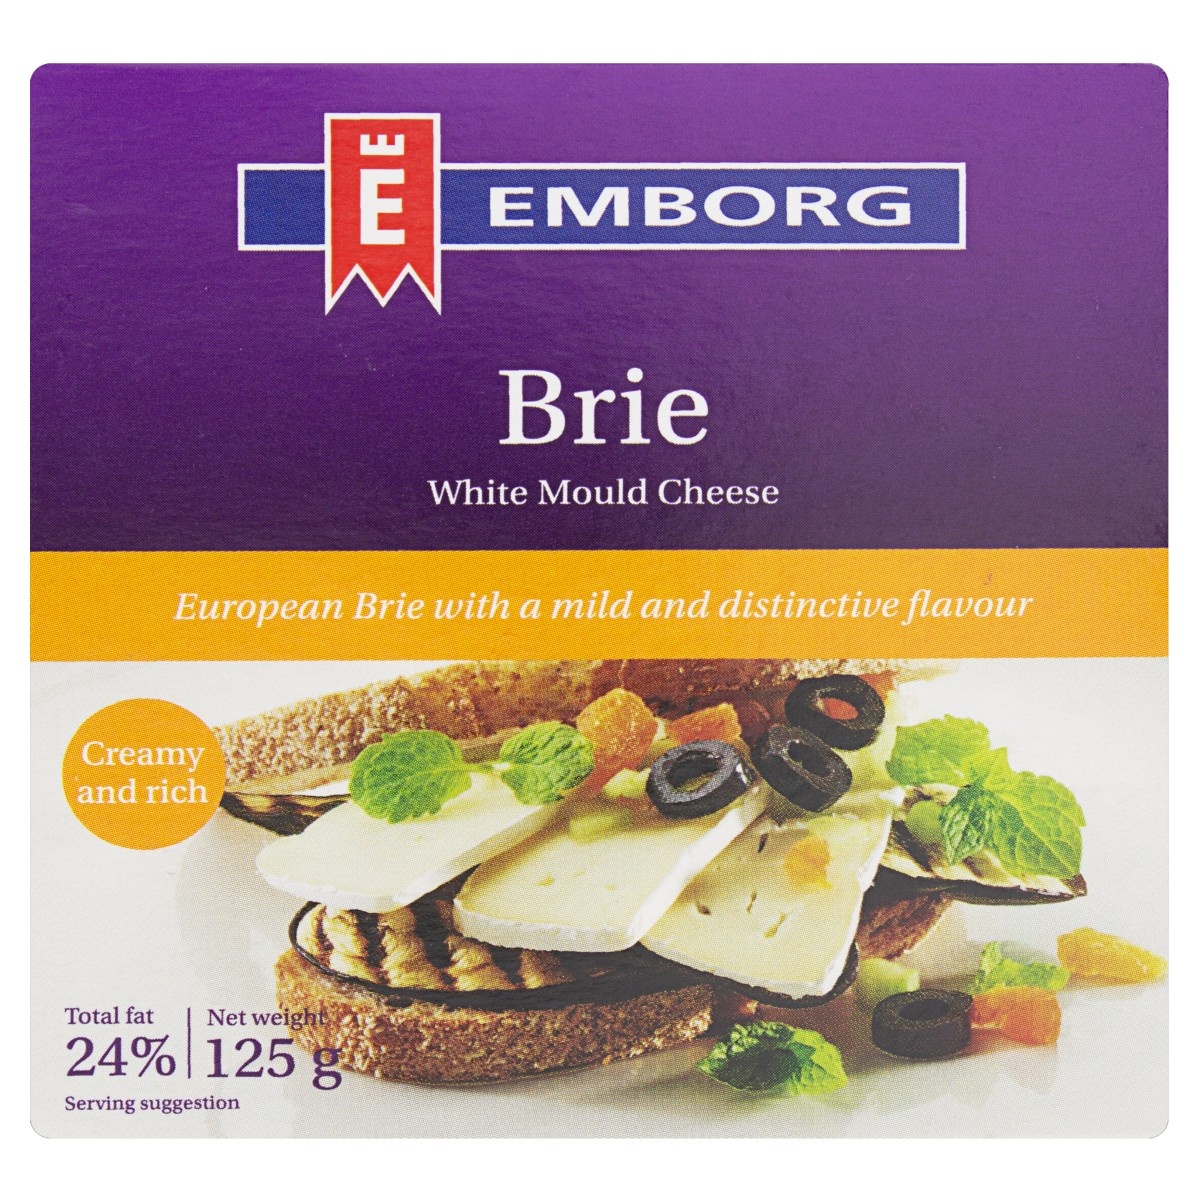 E E
EMBORG
Brie
White Mould Cheese
European Brie with a mild and distinctive flavour
Creamy
and rich
Total fat
24%
Net weight
125 g
Serving suggestion